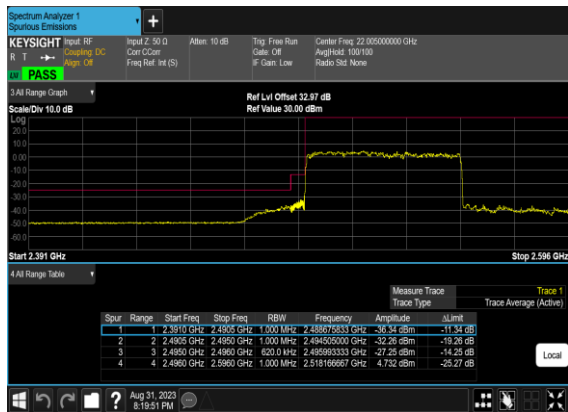 Spectrum Analyzer 1
Spurious Emissions
KEYSIGHT Input: RF Input Z: 50 Ω Atten: 10 dB Trig: Free Run Center Freq: 22.005000000 GHz
R T Coupling: DC Corr CCorr Gate: Off Avg|Hold: 100/100
Align: Off Freq Ref: Int (S) IF Gain: Low Radio Std: None
LW PASS
3 All Range Graph
Ref Lvl Offset 32.97 dB
Scale/Div 10.0 dB Ref Value 30.00 dBm
Log
20.0
10.0
0.00
-10.0
-20.0
-30.0
-40.0
-50.0
-60.0
Start 2.391 GHz Stop 2.596 GHz
4 All Range Table
Measure Trace Trace 1
Trace Type Trace Average (Active)
Spur Range Start Freq Stop Freq RBW Frequency Amplitude ΔLimit
1 1 2.3910 GHz 2.4905 GHz 1.000 MHz 2.488675833 GHz -36.34 dBm -11.34 dB
2 2 2.4905 GHz 2.4950 GHz 1.000 MHz 2.494505000 GHz -32.26 dBm -19.26 dB
3 3 2.4950 GHz 2.4960 GHz 620.0 kHz 2.495993333 GHz -27.25 dBm -14.25 dB
4 4 2.4960 GHz 2.5960 GHz 1.000 MHz 2.518166667 GHz 4.732 dBm -25.27 dB
Local
Aug 31, 2023
8:19:51 PM